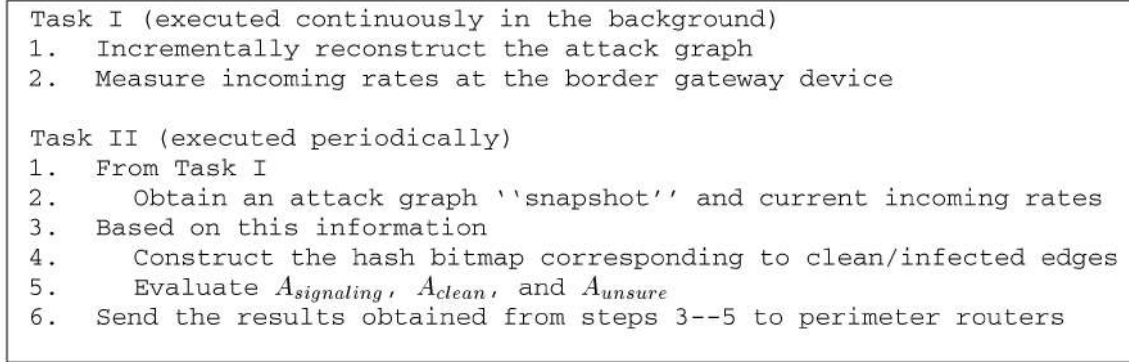 Task I (executed continuously in the background)
1. Incrementally reconstruct the attack graph
2. Measure incoming rates at the border gateway device
Task II (executed periodically)
1. From Task I
2. Obtain an attack graph ''snapshot'' and current incoming rates
3. Based on this information
4. Construct the hash bitmap corresponding to clean/infected edges
5. Evaluate A_signaling, A_clean, and A_unsure
6. Send the results obtained from steps 3--5 to perimeter routers